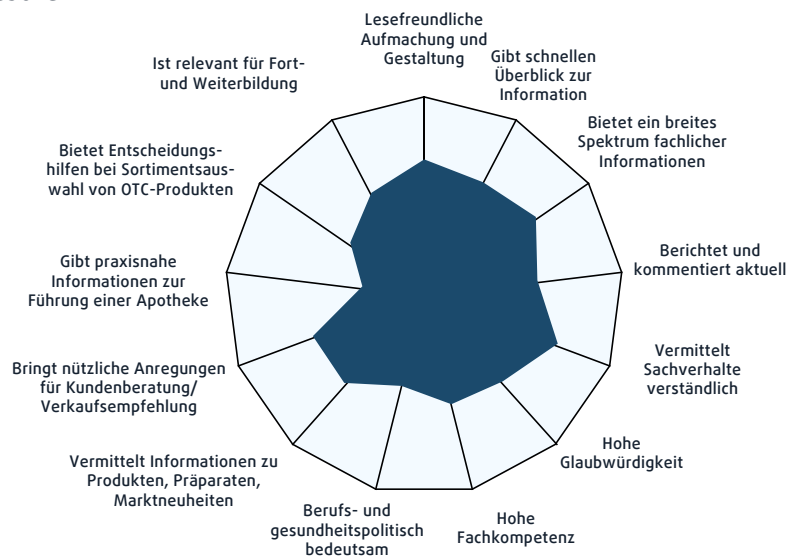 Lesefreundliche
Aufmachung und
Gestaltung
Gibt schnellen
Überblick zur
Information
Bietet ein breites
Spektrum fachlicher
Informationen
Berichtet und
kommentiert aktuell
Vermittelt
Sachverhalte
verständlich
Hohe
Glaubwürdigkeit
Hohe
Fachkompetenz
Berufs- und
gesundheitspolitisch
bedeutsam
Vermittelt Informationen zu
Produkten, Präparaten,
Marktneuheiten
Bringt nützliche Anregungen
für Kundenberatung/
Verkaufsempfehlung
Gibt praxisnahe
Informationen zur
Führung einer Apotheke
Bietet Entscheidungs-
hilfen bei Sortimentsaus-
wahl von OTC-Produkten
Ist relevant für Fort-
und Weiterbildung